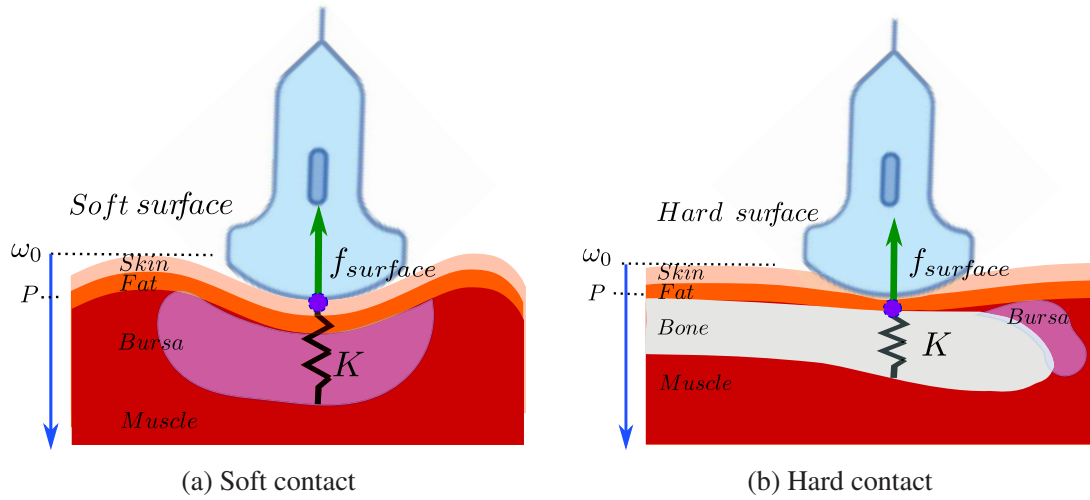 Soft surface
ω₀
Skin
f_surface
Fat
P
Bursa
K
Muscle
(a) Soft contact
Hard surface
ω₀
Skin
f_surface
P
Fat
Bursa
Bone
K
Muscle
(b) Hard contact